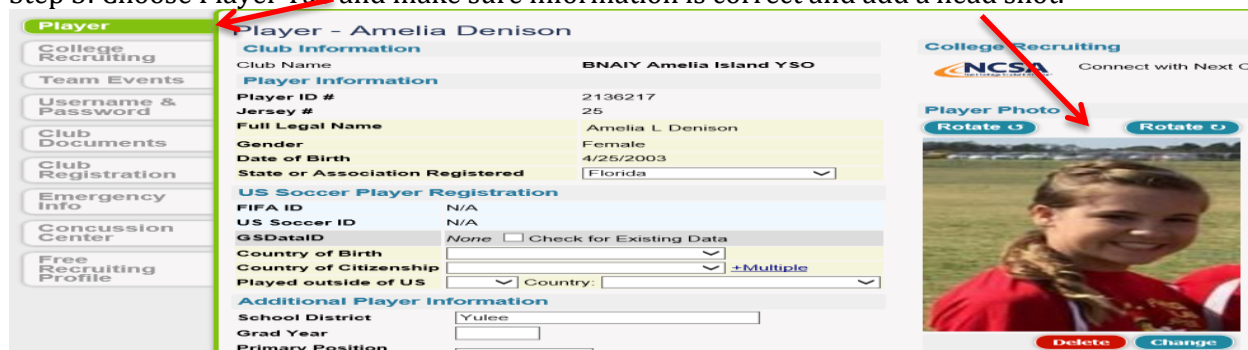 Step 3: Choose Player Tab and make sure information is correct and add a head shot.
Player
College
Recruiting
Team Events
Username &
Password
Club
Documents
Club
Registration
Emergency
Info
Concussion
Center
Free
Recruiting
Profile
Player - Amelia Denison
Club Information
Club Name BNAIY Amelia Island YSO
Player Information
Player ID # 2136217
Jersey # 25
Full Legal Name Amelia L Denison
Gender Female
Date of Birth 4/25/2003
State or Association Registered Florida
US Soccer Player Registration
FIFA ID N/A
US Soccer ID N/A
GSDataID None Check for Existing Data
Country of Birth
Country of Citizenship +Multiple
Played outside of US Country:
Additional Player Information
School District Yulee
Grad Year
Primary Position
College Recruiting
NCSA Connect with Next C
Player Photo
Rotate Rotate
Delete Change